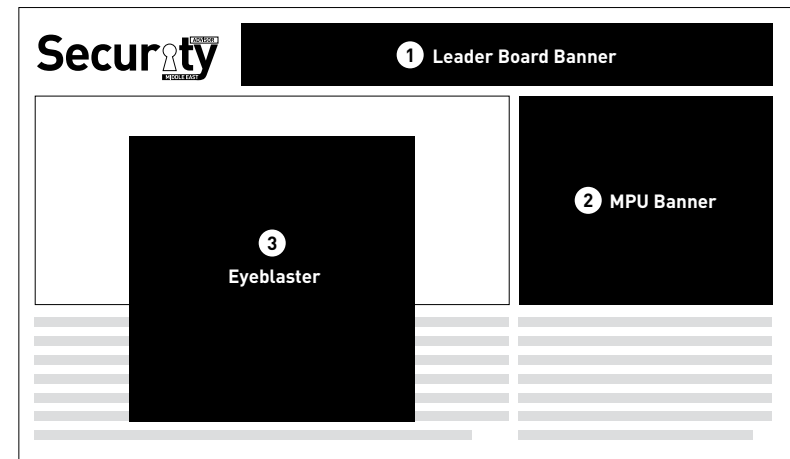 Security
ADVISOR
MIDDLE EAST
1 Leader Board Banner
2 MPU Banner
3
Eyeblaster